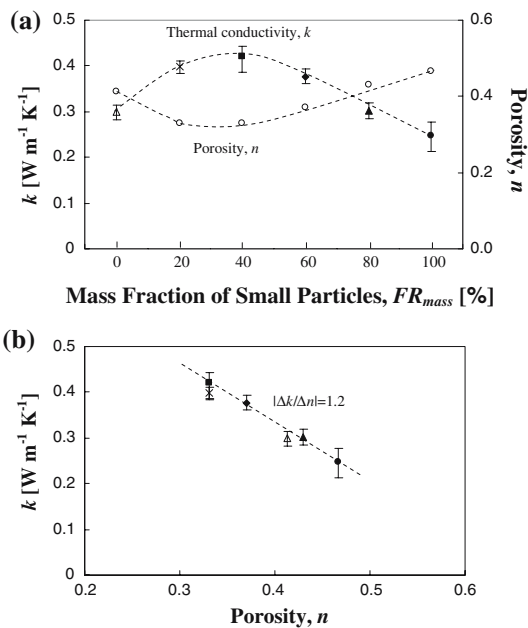 (a)
0.5
0.4
0.3
0.2
0.1
0
k [W m⁻¹ K⁻¹]
Thermal conductivity, k
Porosity, n
0.6
0.4
0.2
0.0
Porosity, n
0 20 40 60 80 100
Mass Fraction of Small Particles, FRmass [%]
(b)
0.5
0.4
0.3
0.2
0.1
0
k [W m⁻¹ K⁻¹]
|Δk/Δn|=1.2
0.2 0.3 0.4 0.5 0.6
Porosity, n